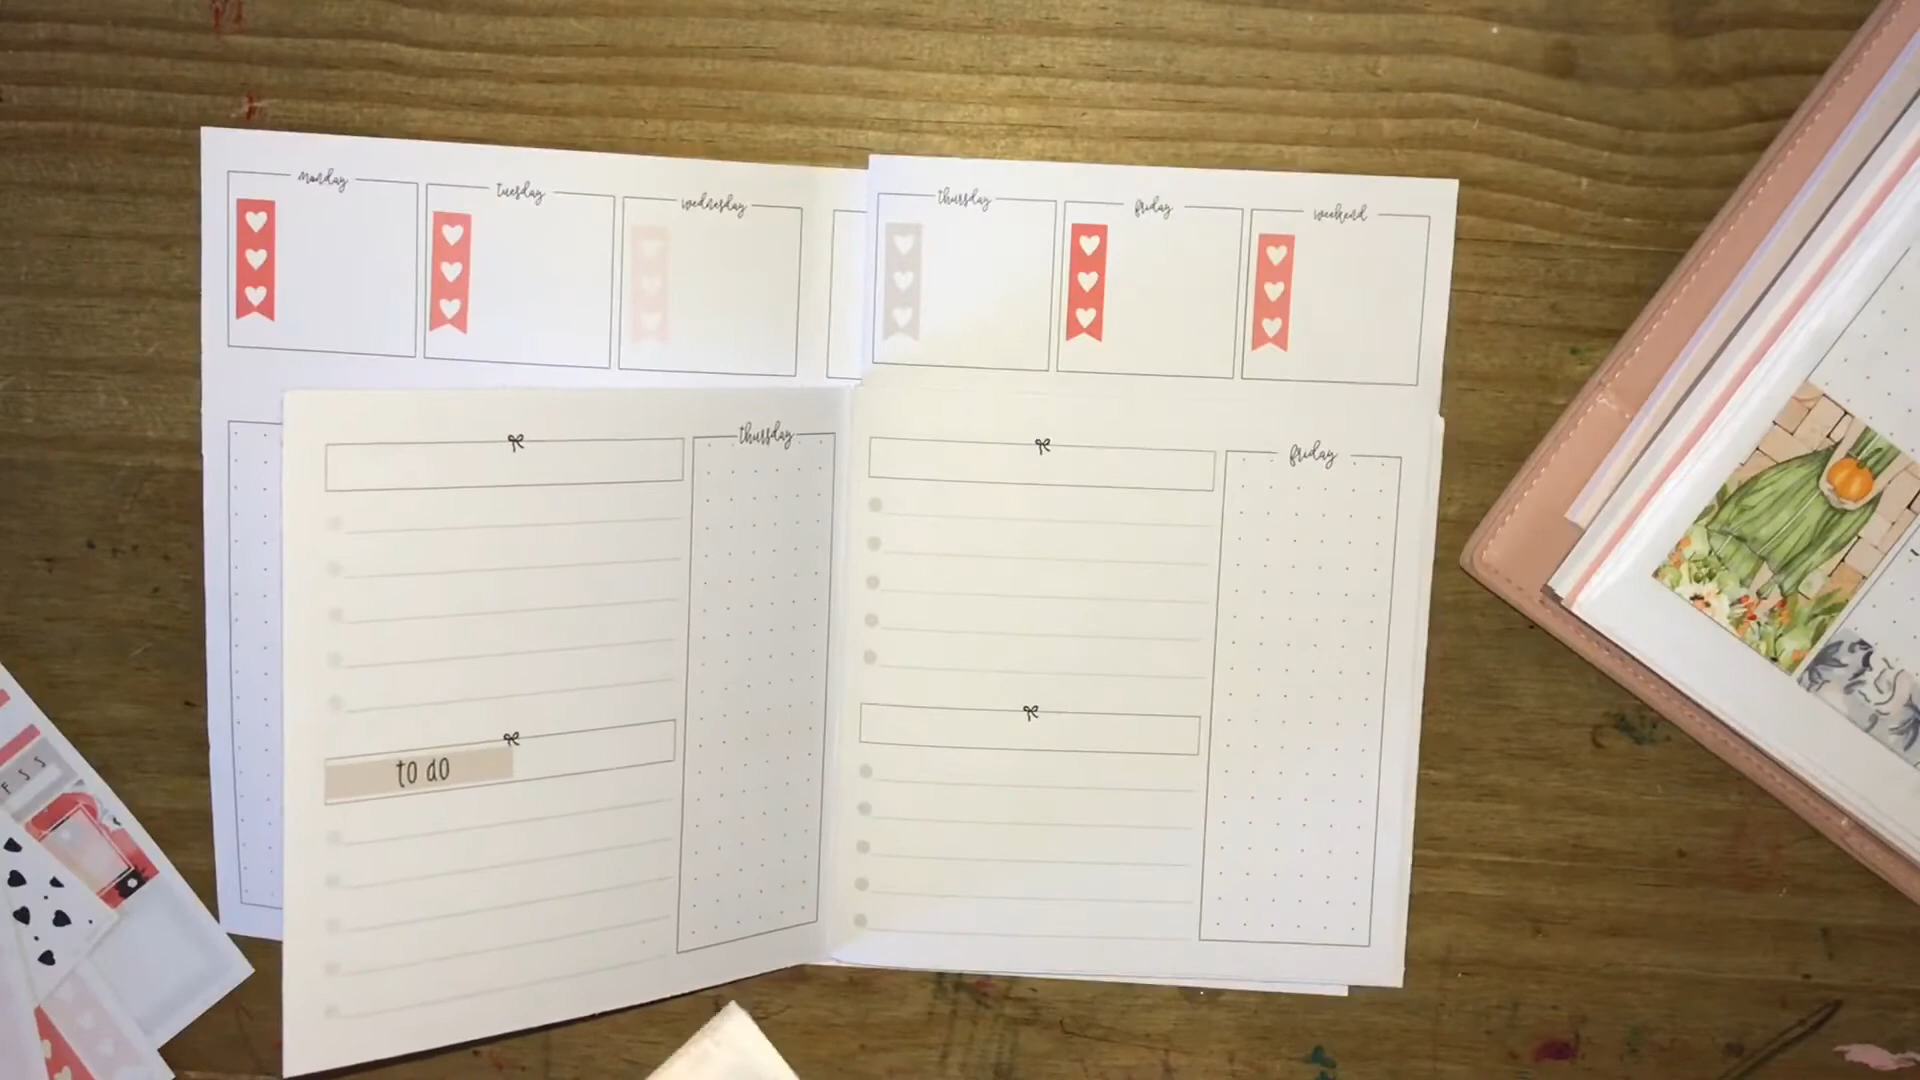 monday
tuesday
wednesday
thursday
friday
weekend
thursday
friday
to do